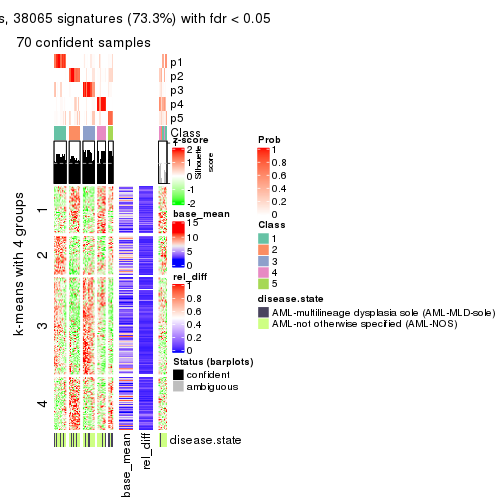 s, 38065 signatures (73.3%) with fdr < 0.05
70 confident samples
p1
p2
p3
p4
p5
Class
k-means with 4 groups
1
2
3
4
base_mean
rel_diff
disease.state
z-score
2
1
0
-1
-2
Silhouette
score
base_mean
15
10
5
0
rel_diff
1
0.8
0.6
0.4
0.2
0
Status (barplots)
confident
ambiguous
Prob
1
0.8
0.6
0.4
0.2
0
Class
1
2
3
4
5
disease.state
AML-multilineage dysplasia sole (AML-MLD-sole)
AML-not otherwise specified (AML-NOS)